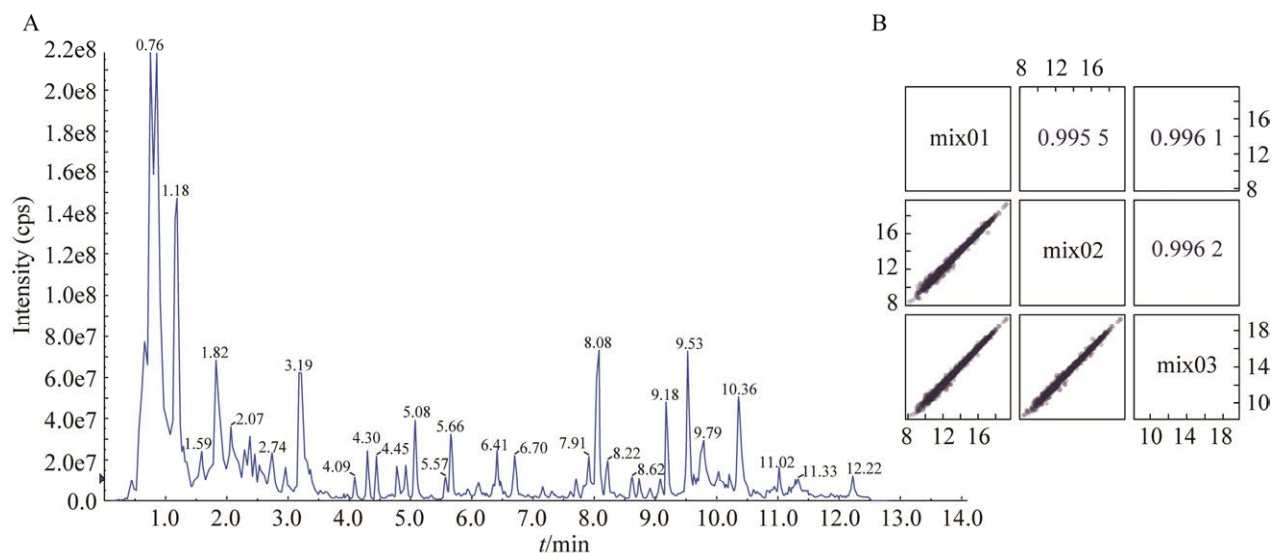 A
B
0.76
2.2e8
2.0e8
1.8e8
1.6e8
1.4e8
1.2e8
1.0e8
8.0e7
6.0e7
4.0e7
2.0e7
0.0
Intensity (cps)
1.18
1.59
1.82
2.07
2.74
3.19
4.09
4.30
4.45
5.08
5.57
5.66
6.41
6.70
7.91
8.08
8.22
8.62
9.18
9.53
9.79
10.36
11.02
11.33
12.22
1.0 2.0 3.0 4.0 5.0 6.0 7.0 8.0 9.0 10.0 11.0 12.0 13.0 14.0
t/min
8 12 16
mix01 0.995 5 0.996 1
16
12
8
16
12
8
mix02 0.996 2
mix03
18
14
10
8 12 16
10 14 18